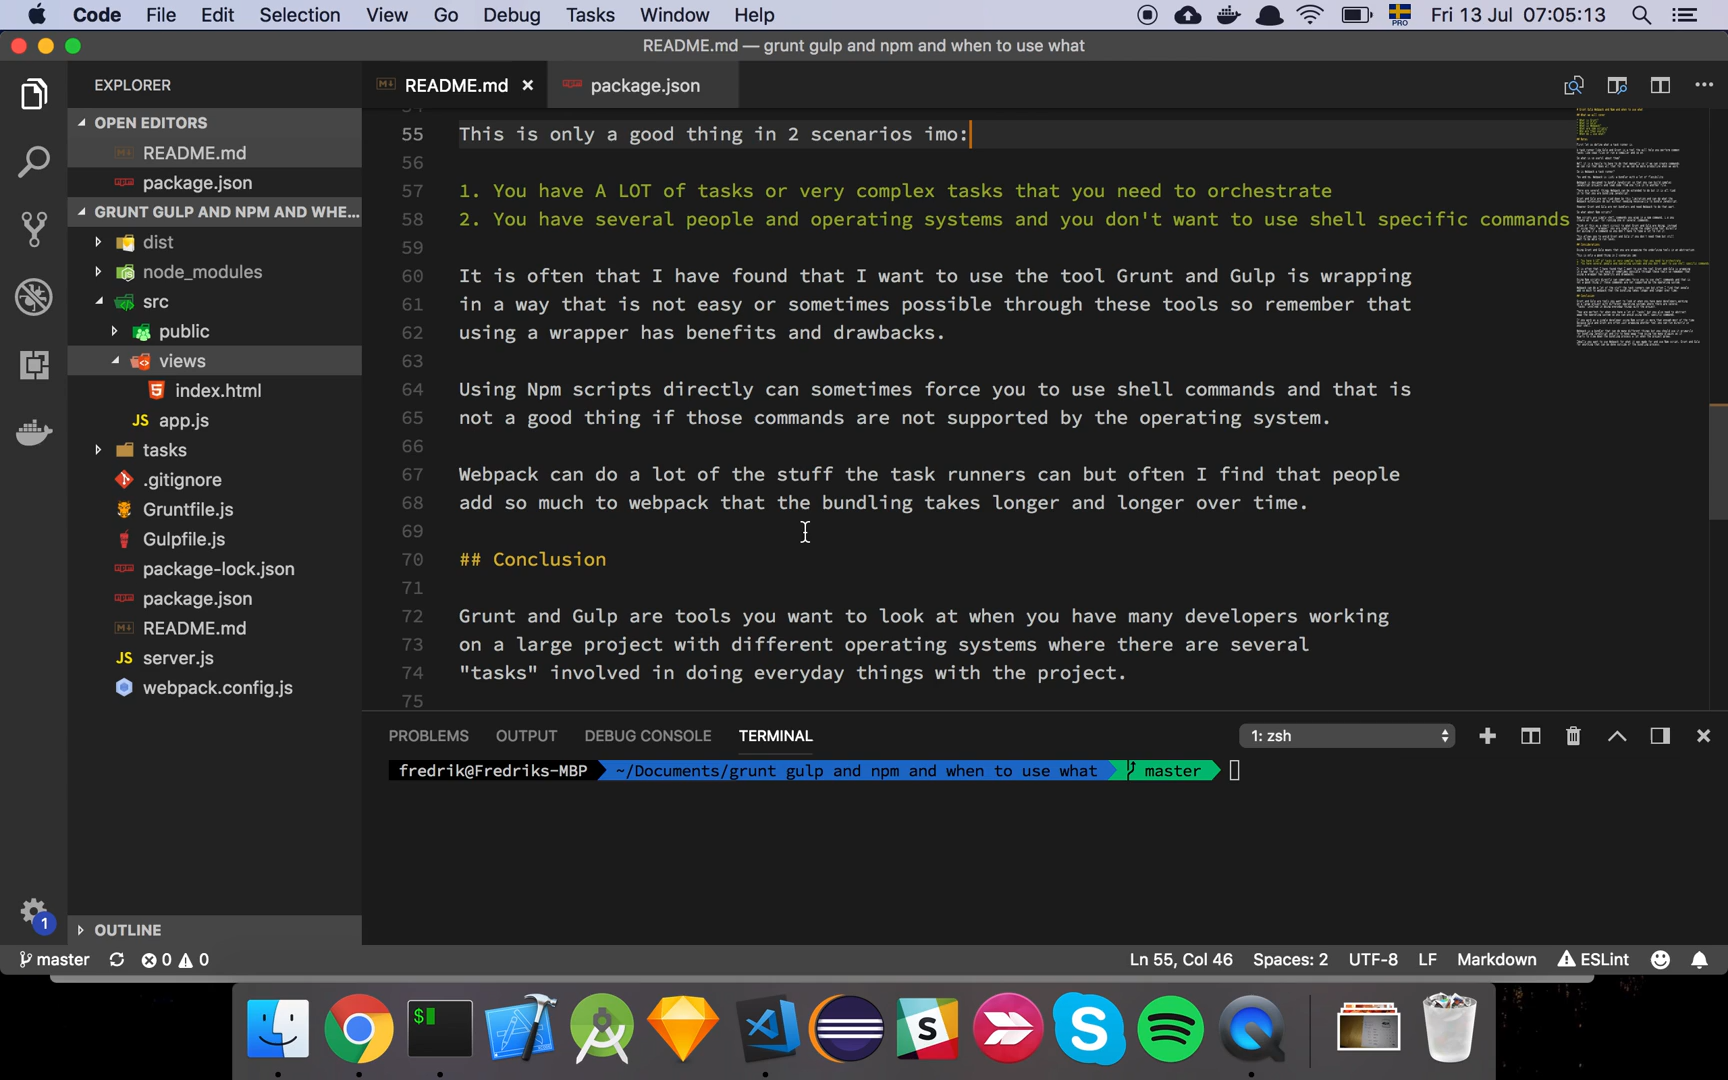 Code File Edit Selection View Go Debug Tasks Window Help PRO Fri 13 Jul 07:05:13
README.md — grunt gulp and npm and when to use what
EXPLORER
README.md
package.json
OPEN EDITORS
README.md
package.json
GRUNT GULP AND NPM AND WHE...
dist
node_modules
src
public
views
index.html
JS app.js
tasks
.gitignore
Gruntfile.js
Gulpfile.js
package-lock.json
package.json
README.md
JS server.js
webpack.config.js
OUTLINE
55 This is only a good thing in 2 scenarios imo:
56
57 1. You have A LOT of tasks or very complex tasks that you need to orchestrate
58 2. You have several people and operating systems and you don't want to use shell specific commands
59
60 It is often that I have found that I want to use the tool Grunt and Gulp is wrapping
61 in a way that is not easy or sometimes possible through these tools so remember that
62 using a wrapper has benefits and drawbacks.
63
64 Using Npm scripts directly can sometimes force you to use shell commands and that is
65 not a good thing if those commands are not supported by the operating system.
66
67 Webpack can do a lot of the stuff the task runners can but often I find that people
68 add so much to webpack that the bundling takes longer and longer over time.
69
70 ## Conclusion
71
72 Grunt and Gulp are tools you want to look at when you have many developers working
73 on a large project with different operating systems where there are several
74 "tasks" involved in doing everyday things with the project.
75
PROBLEMS OUTPUT DEBUG CONSOLE TERMINAL 1: zsh
fredrik@Fredriks-MBP ~/Documents/grunt gulp and npm and when to use what master
1
master 0 0 Ln 55, Col 46 Spaces: 2 UTF-8 LF Markdown ESLint